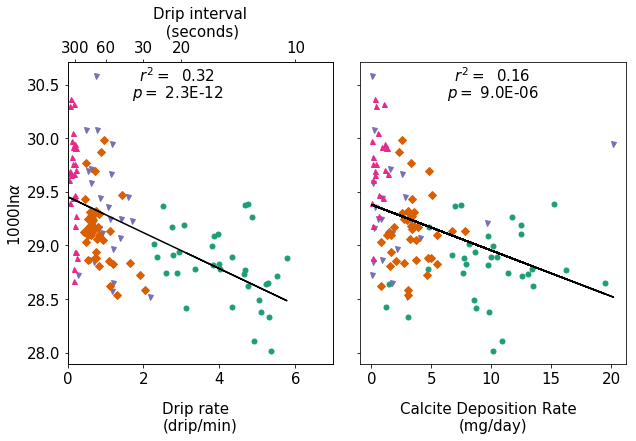 Drip interval
(seconds)
300 60 30 20 10
r² = 0.32
p = 2.3E-12
r² = 0.16
p = 9.0E-06
1000lnα
30.5
30.0
29.5
29.0
28.5
28.0
0 2 4 6
0 5 10 15 20
Drip rate
(drip/min)
Calcite Deposition Rate
(mg/day)